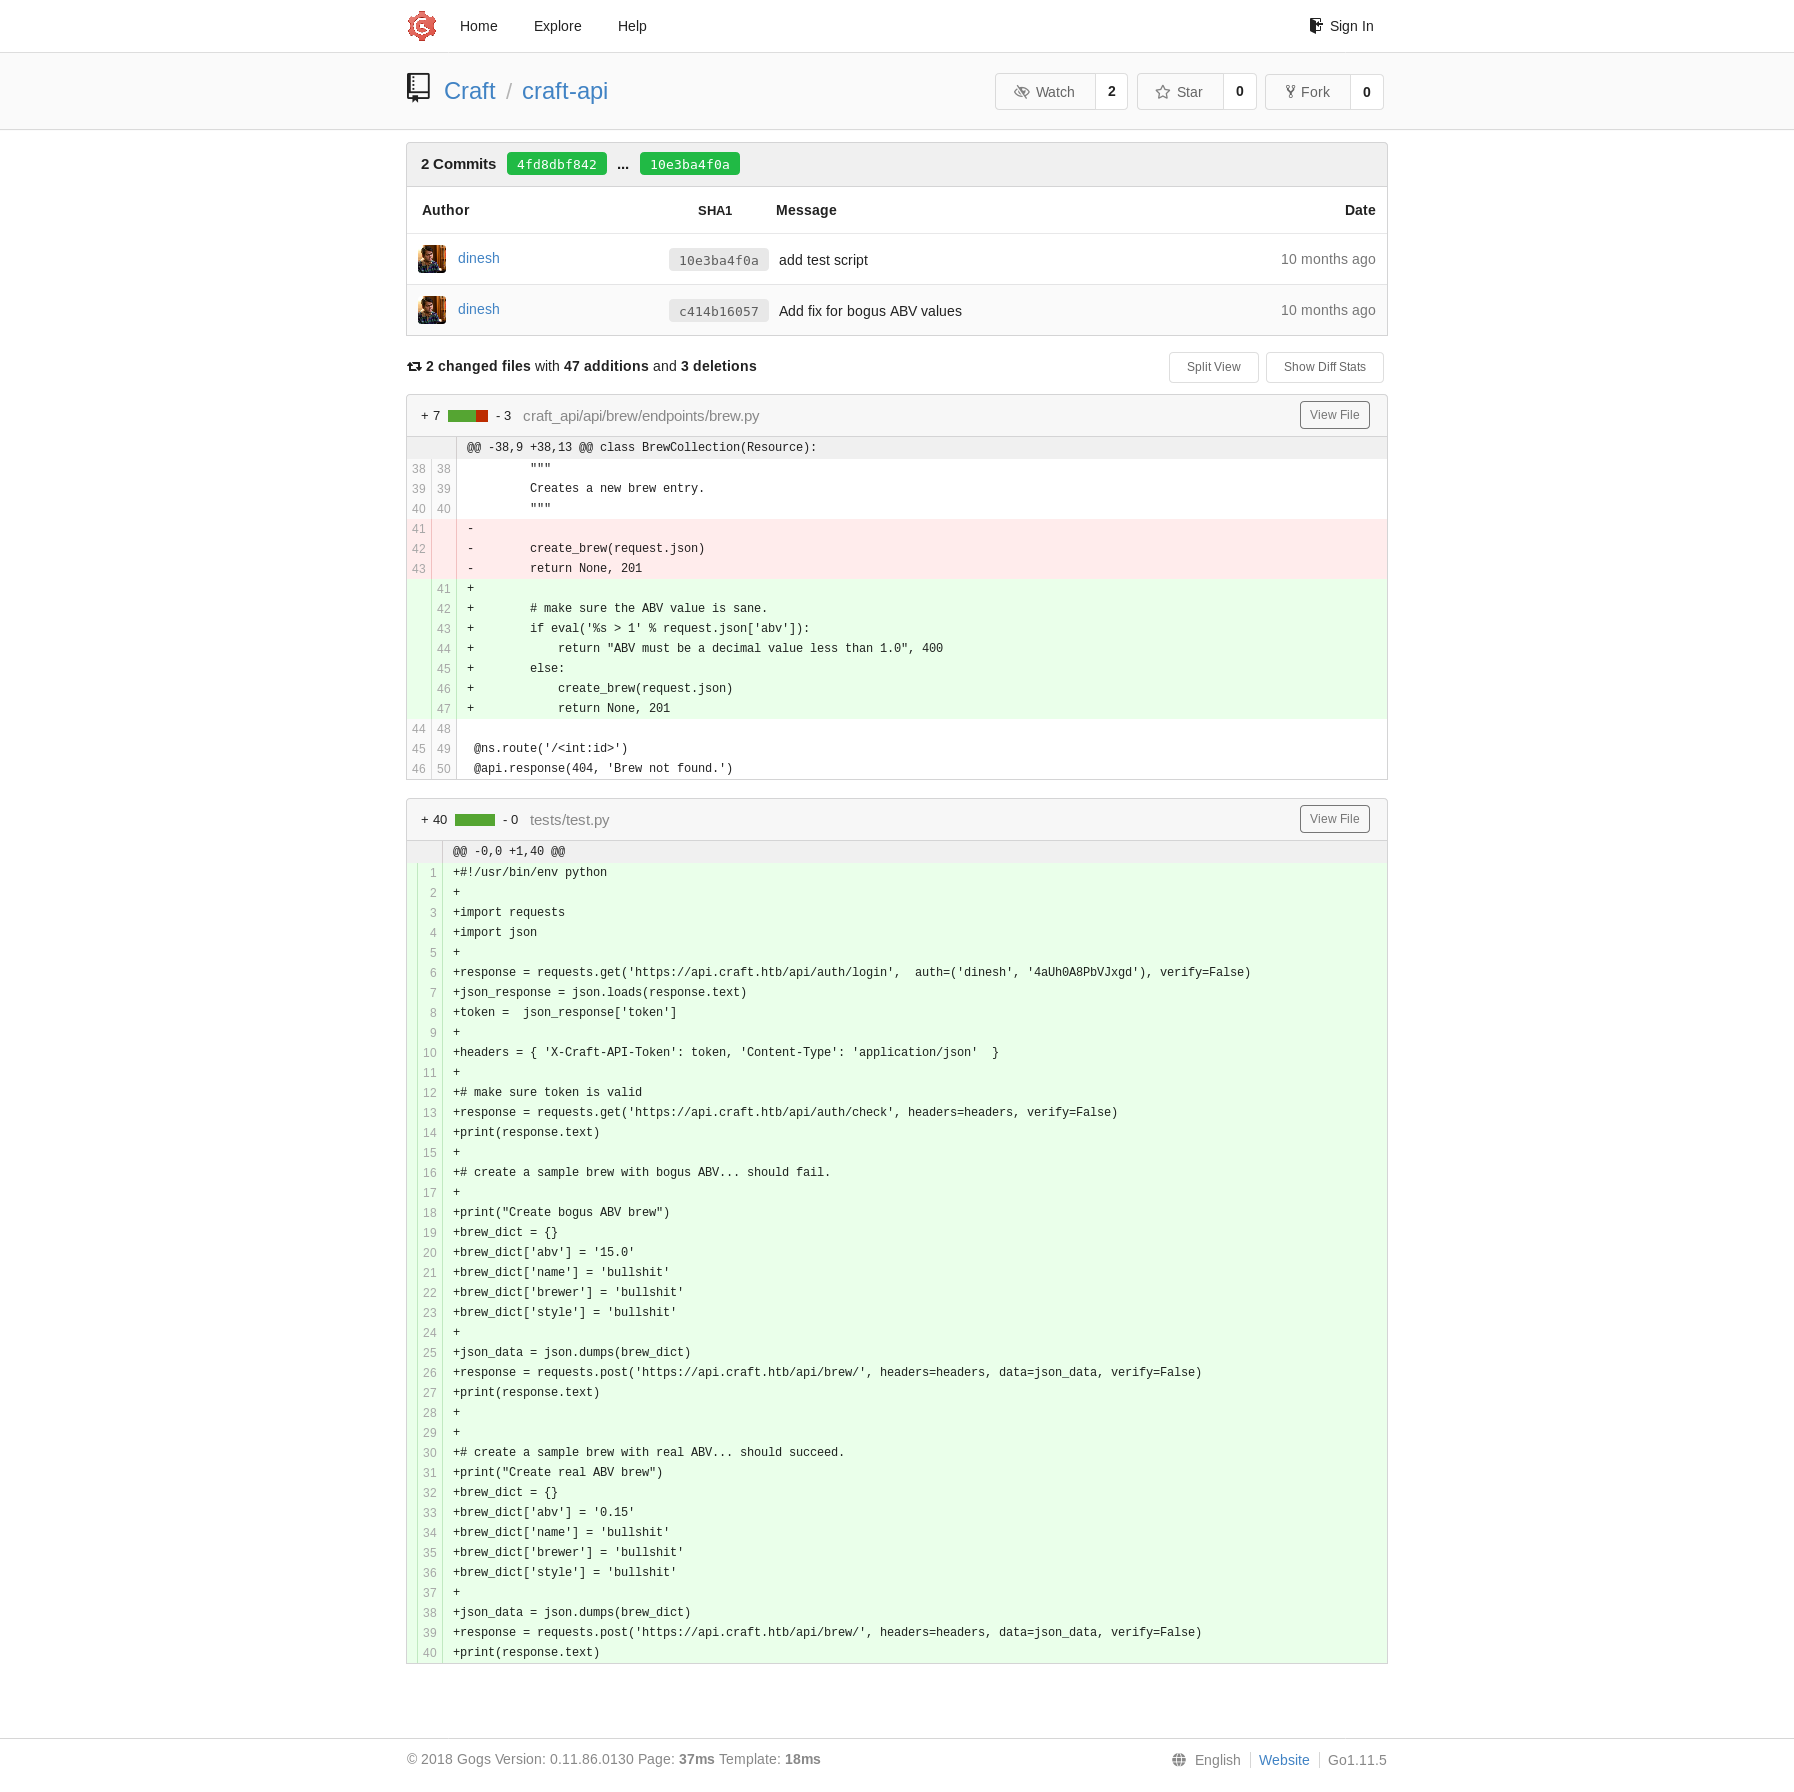 Home Explore Help Sign In
Craft / craft-api Watch 2 Star 0 Fork 0
2 Commits 4fd8dbf842 ... 10e3ba4f0a
Author SHA1 Message Date
dinesh 10e3ba4f0a add test script 10 months ago
dinesh c414b16057 Add fix for bogus ABV values 10 months ago
2 changed files with 47 additions and 3 deletions Split View Show Diff Stats
+ 7 - 3 craft_api/api/brew/endpoints/brew.py View File
@@ -38,9 +38,13 @@ class BrewCollection(Resource):
38 38         """
39 39         Creates a new brew entry.
40 40         """
41 -
42 -        create_brew(request.json)
43 -        return None, 201
41 +
42 +        # make sure the ABV value is sane.
43 +        if eval('%s > 1' % request.json['abv']):
44 +            return "ABV must be a decimal value less than 1.0", 400
45 +        else:
46 +            create_brew(request.json)
47 +            return None, 201
44 48
45 49 @ns.route('/<int:id>')
46 50 @api.response(404, 'Brew not found.')
+ 40 - 0 tests/test.py View File
@@ -0,0 +1,40 @@
1 +#!/usr/bin/env python
2 +
3 +import requests
4 +import json
5 +
6 +response = requests.get('https://api.craft.htb/api/auth/login',  auth=('dinesh', '4aUh0A8PbVJxgd'), verify=False)
7 +json_response = json.loads(response.text)
8 +token =  json_response['token']
9 +
10 +headers = { 'X-Craft-API-Token': token, 'Content-Type': 'application/json'  }
11 +
12 +# make sure token is valid
13 +response = requests.get('https://api.craft.htb/api/auth/check', headers=headers, verify=False)
14 +print(response.text)
15 +
16 +# create a sample brew with bogus ABV... should fail.
17 +
18 +print("Create bogus ABV brew")
19 +brew_dict = {}
20 +brew_dict['abv'] = '15.0'
21 +brew_dict['name'] = 'bullshit'
22 +brew_dict['brewer'] = 'bullshit'
23 +brew_dict['style'] = 'bullshit'
24 +
25 +json_data = json.dumps(brew_dict)
26 +response = requests.post('https://api.craft.htb/api/brew/', headers=headers, data=json_data, verify=False)
27 +print(response.text)
28 +
29 +
30 +# create a sample brew with real ABV... should succeed.
31 +print("Create real ABV brew")
32 +brew_dict = {}
33 +brew_dict['abv'] = '0.15'
34 +brew_dict['name'] = 'bullshit'
35 +brew_dict['brewer'] = 'bullshit'
36 +brew_dict['style'] = 'bullshit'
37 +
38 +json_data = json.dumps(brew_dict)
39 +response = requests.post('https://api.craft.htb/api/brew/', headers=headers, data=json_data, verify=False)
40 +print(response.text)
© 2018 Gogs Version: 0.11.86.0130 Page: 37ms Template: 18ms English Website Go1.11.5